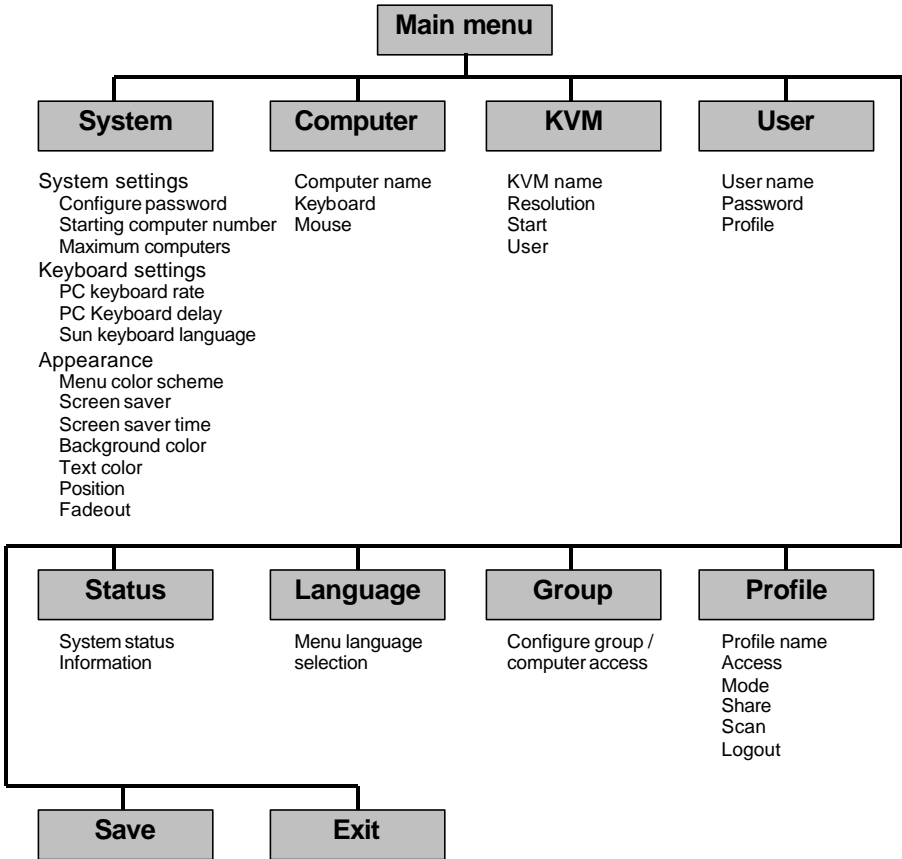 Main menu
System
Computer
KVM
User
System settings
Configure password
Starting computer number
Maximum computers
Keyboard settings
PC keyboard rate
PC Keyboard delay
Sun keyboard language
Appearance
Menu color scheme
Screen saver
Screen saver time
Background color
Text color
Position
Fadeout
Computer name
Keyboard
Mouse
KVM name
Resolution
Start
User
User name
Password
Profile
Status
Language
Group
Profile
System status
Information
Menu language
selection
Configure group /
computer access
Profile name
Access
Mode
Share
Scan
Logout
Save
Exit